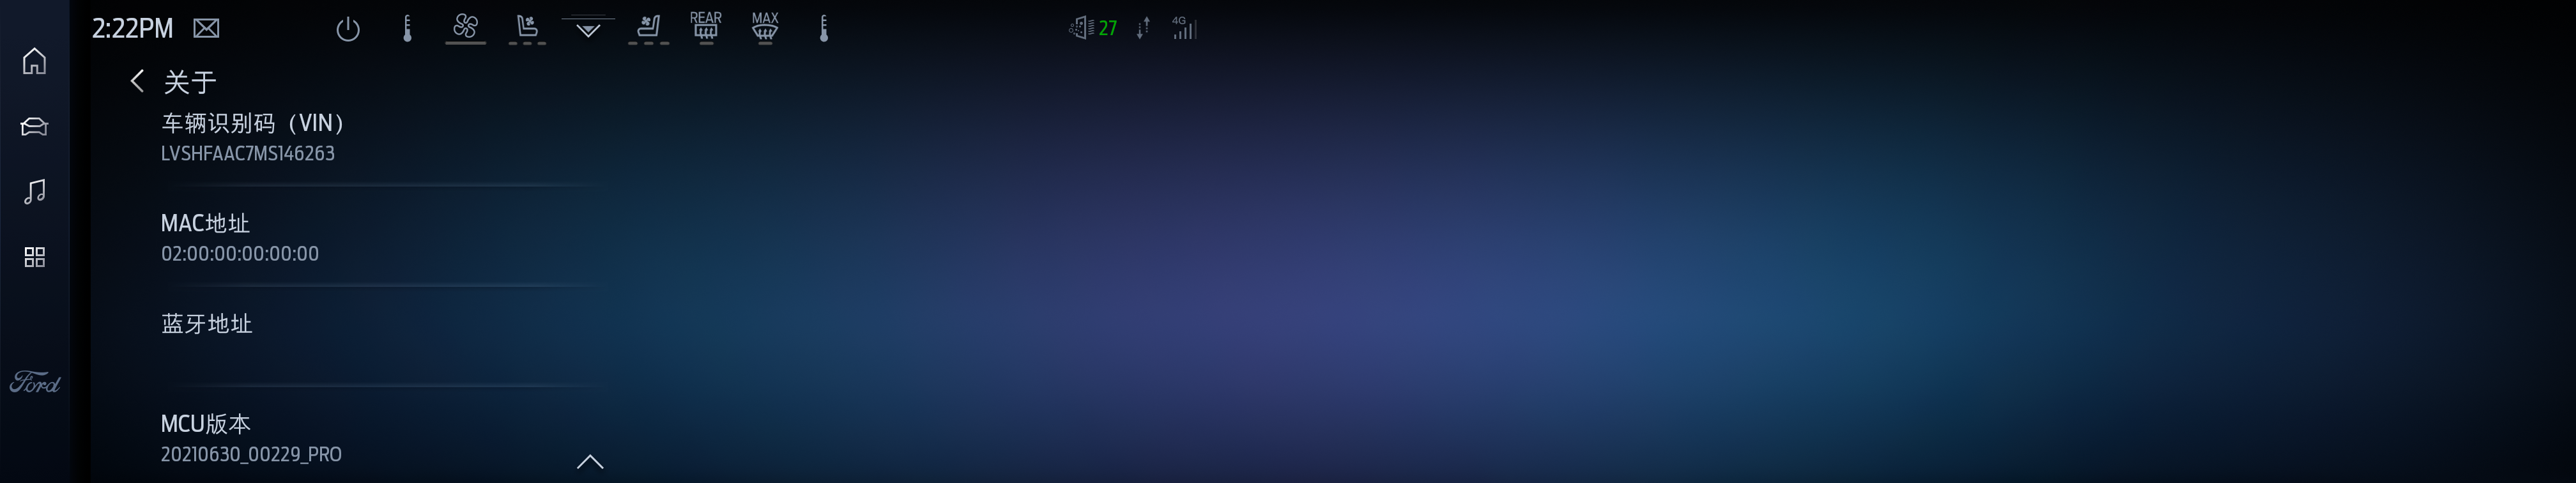 2:22PM
REAR
MAX
27
4G
关于
车辆识别码（VIN）
LVSHFAAC7MS146263
MAC地址
02:00:00:00:00:00
蓝牙地址
Ford
MCU版本
20210630_00229_PRO